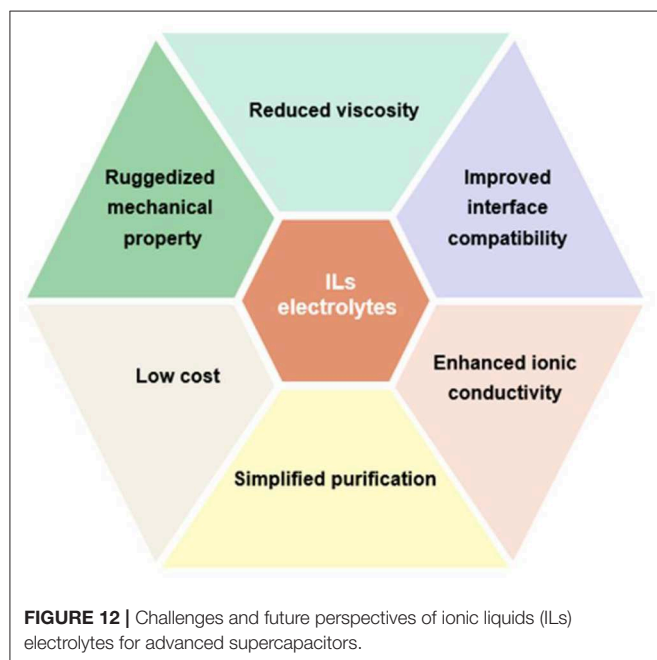 Reduced viscosity
Ruggedized
mechanical
property
Improved
interface
compatibility
ILs
electrolytes
Low cost
Enhanced ionic
conductivity
Simplified purification
FIGURE 12 | Challenges and future perspectives of ionic liquids (ILs)
electrolytes for advanced supercapacitors.